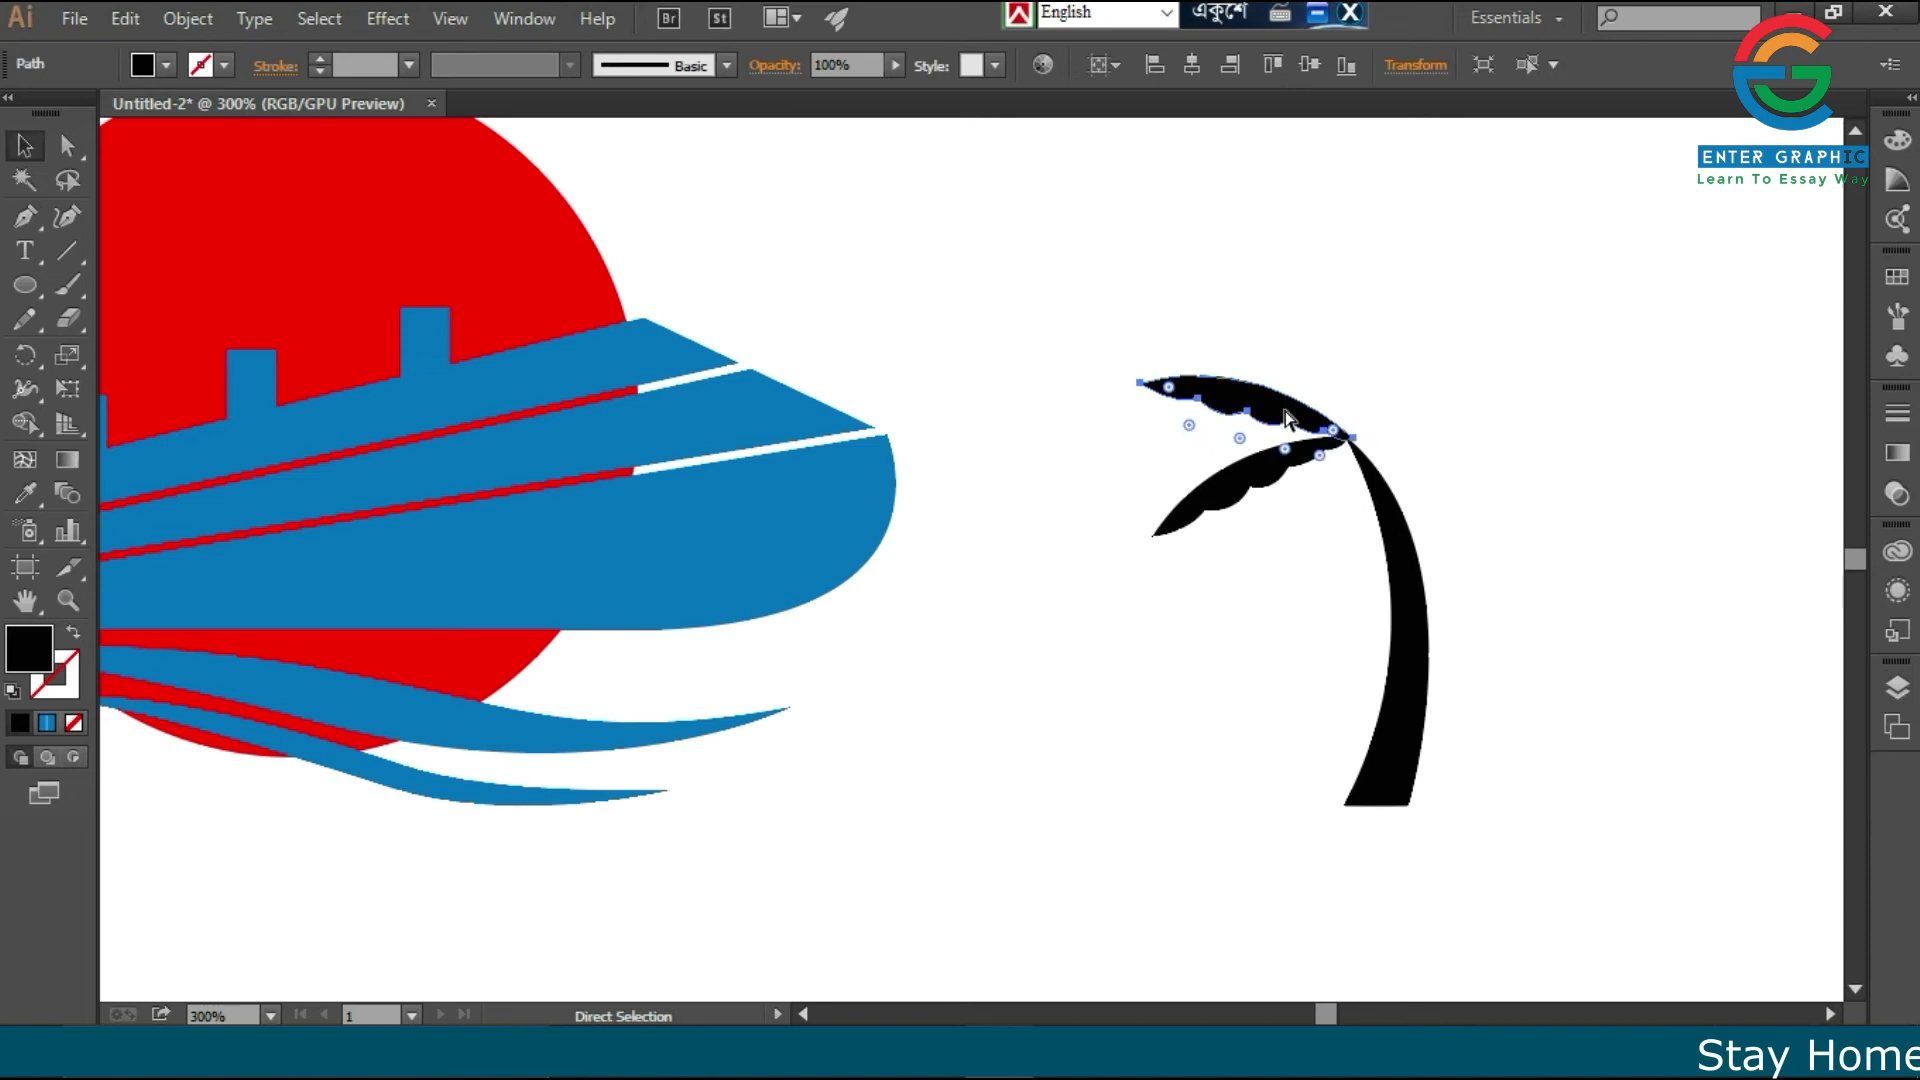 Ai File Edit Object Type Select Effect View Window Help Br St English একুশে X Essentials
Path Stroke: Basic Opacity: 100% Style: Transform
Untitled-2* @ 300% (RGB/GPU Preview) ×
ENTER GRAPHIC
Learn To Essay Way
300% 1 Direct Selection
Stay Home